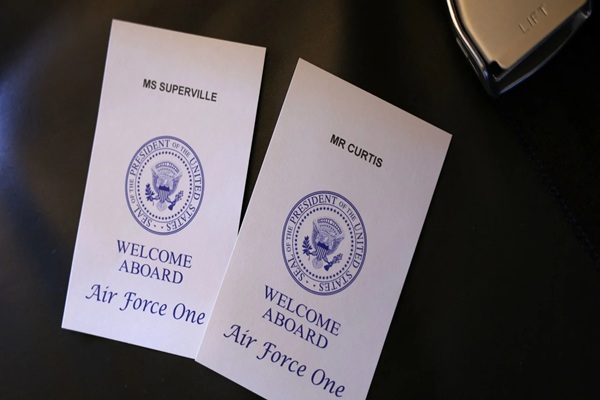 MS SUPERVILLE
SEAL OF THE PRESIDENT OF THE UNITED STATES
WELCOME
ABOARD
Air Force One
MR CURTIS
SEAL OF THE PRESIDENT OF THE UNITED STATES
WELCOME
ABOARD
Air Force One
LIFT